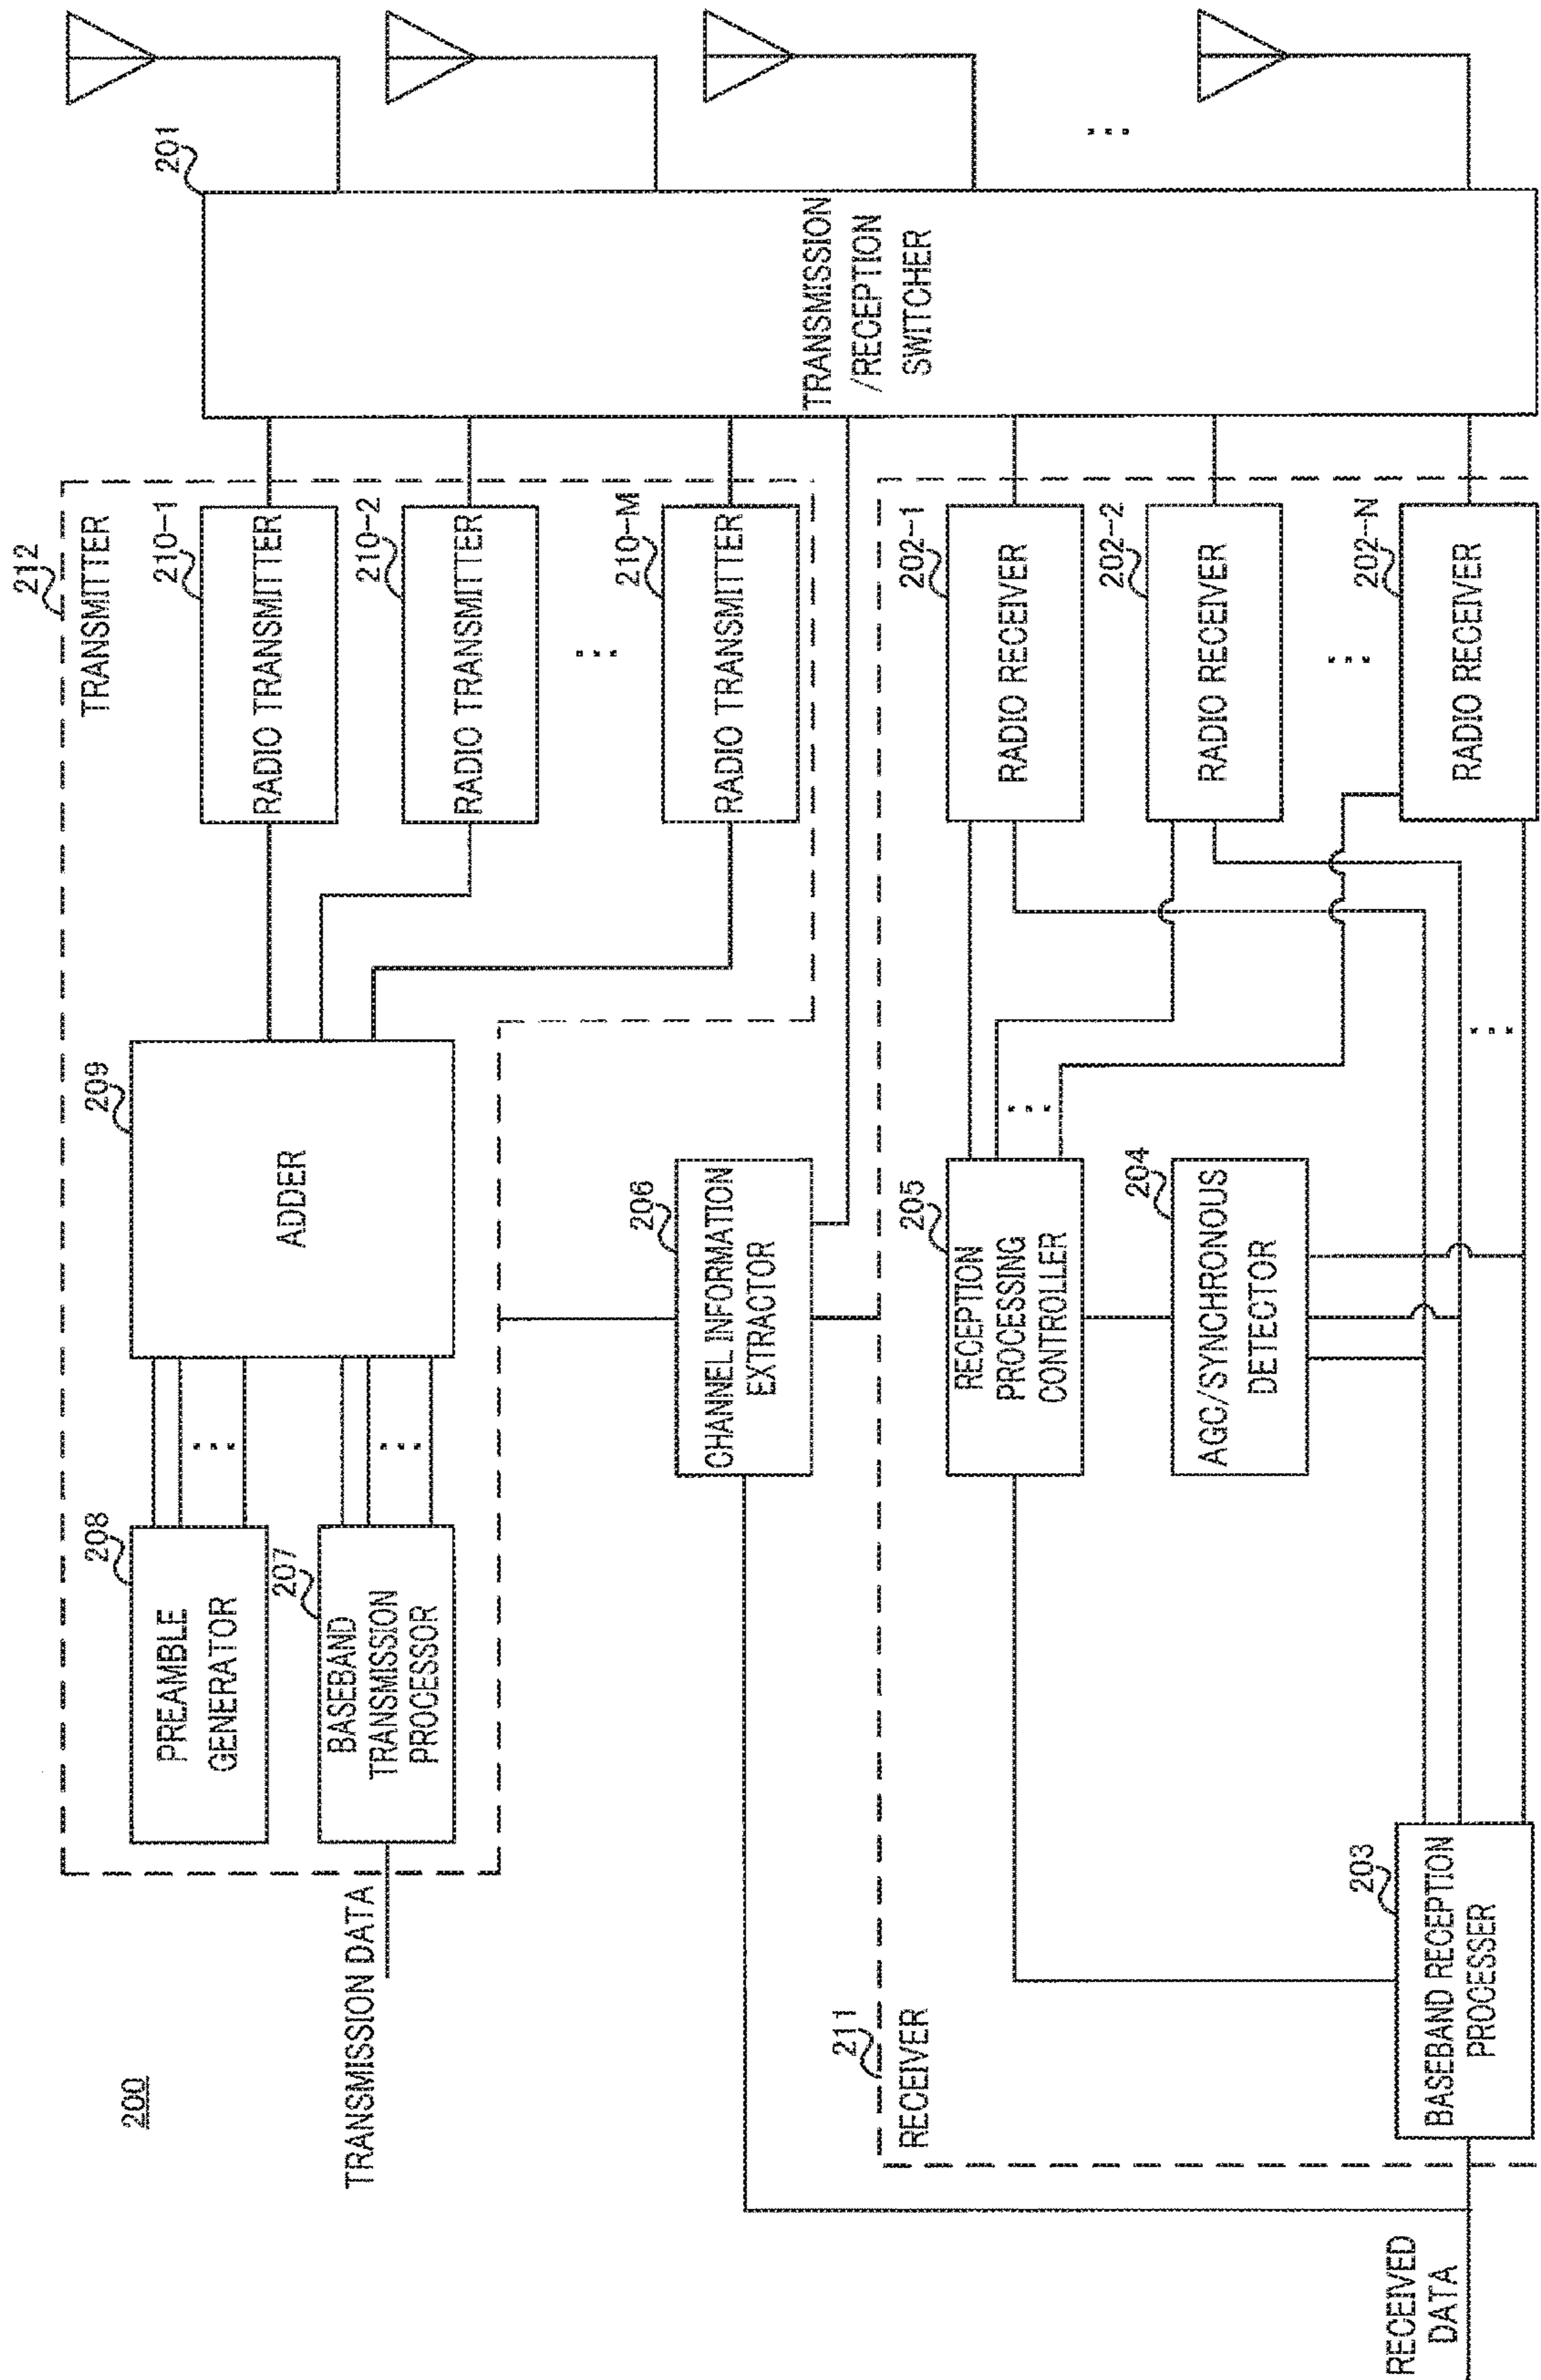 200
212
TRANSMITTER
208
PREAMBLE
GENERATOR
207
BASEBAND
TRANSMISSION
PROCESSOR
TRANSMISSION DATA
209
ADDER
210-1
RADIO TRANSMITTER
210-2
RADIO TRANSMITTER
...
210-M
RADIO TRANSMITTER
201
TRANSMISSION
/RECEPTION
SWITCHER
...
206
CHANNEL INFORMATION
EXTRACTOR
211
RECEIVER
205
RECEPTION
PROCESSING
CONTROLLER
204
AGC/SYNCHRONOUS
DETECTOR
202-1
RADIO RECEIVER
202-2
RADIO RECEIVER
...
202-N
RADIO RECEIVER
203
BASEBAND RECEPTION
PROCESSER
RECEIVED
DATA